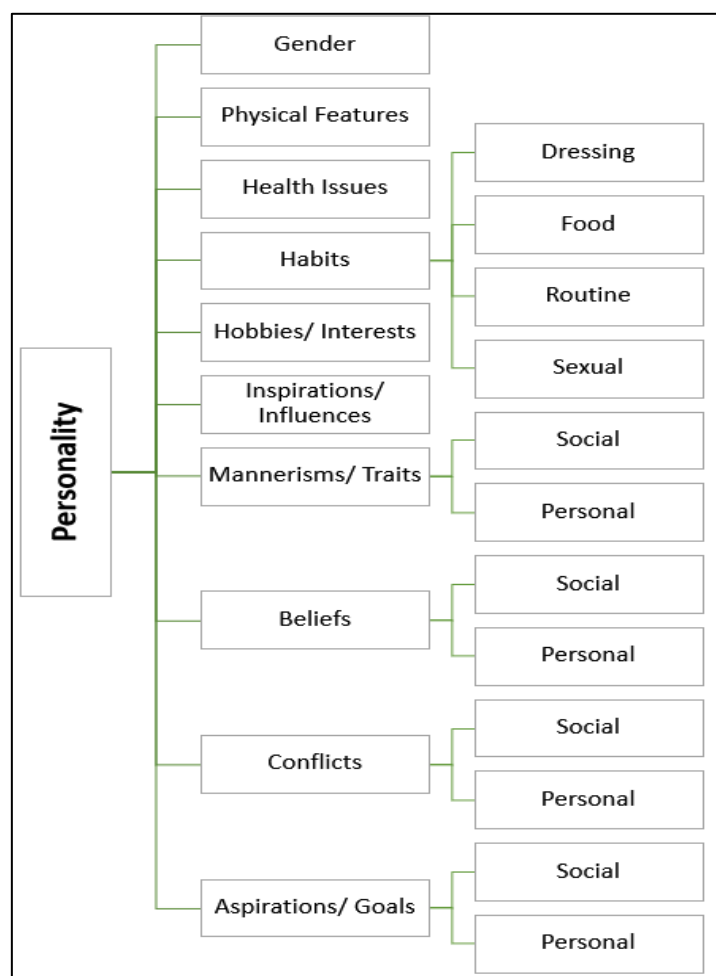 Personality
Gender
Physical Features
Health Issues
Habits
Dressing
Food
Routine
Sexual
Hobbies/ Interests
Inspirations/
Influences
Mannerisms/ Traits
Social
Personal
Beliefs
Social
Personal
Conflicts
Social
Personal
Aspirations/ Goals
Social
Personal